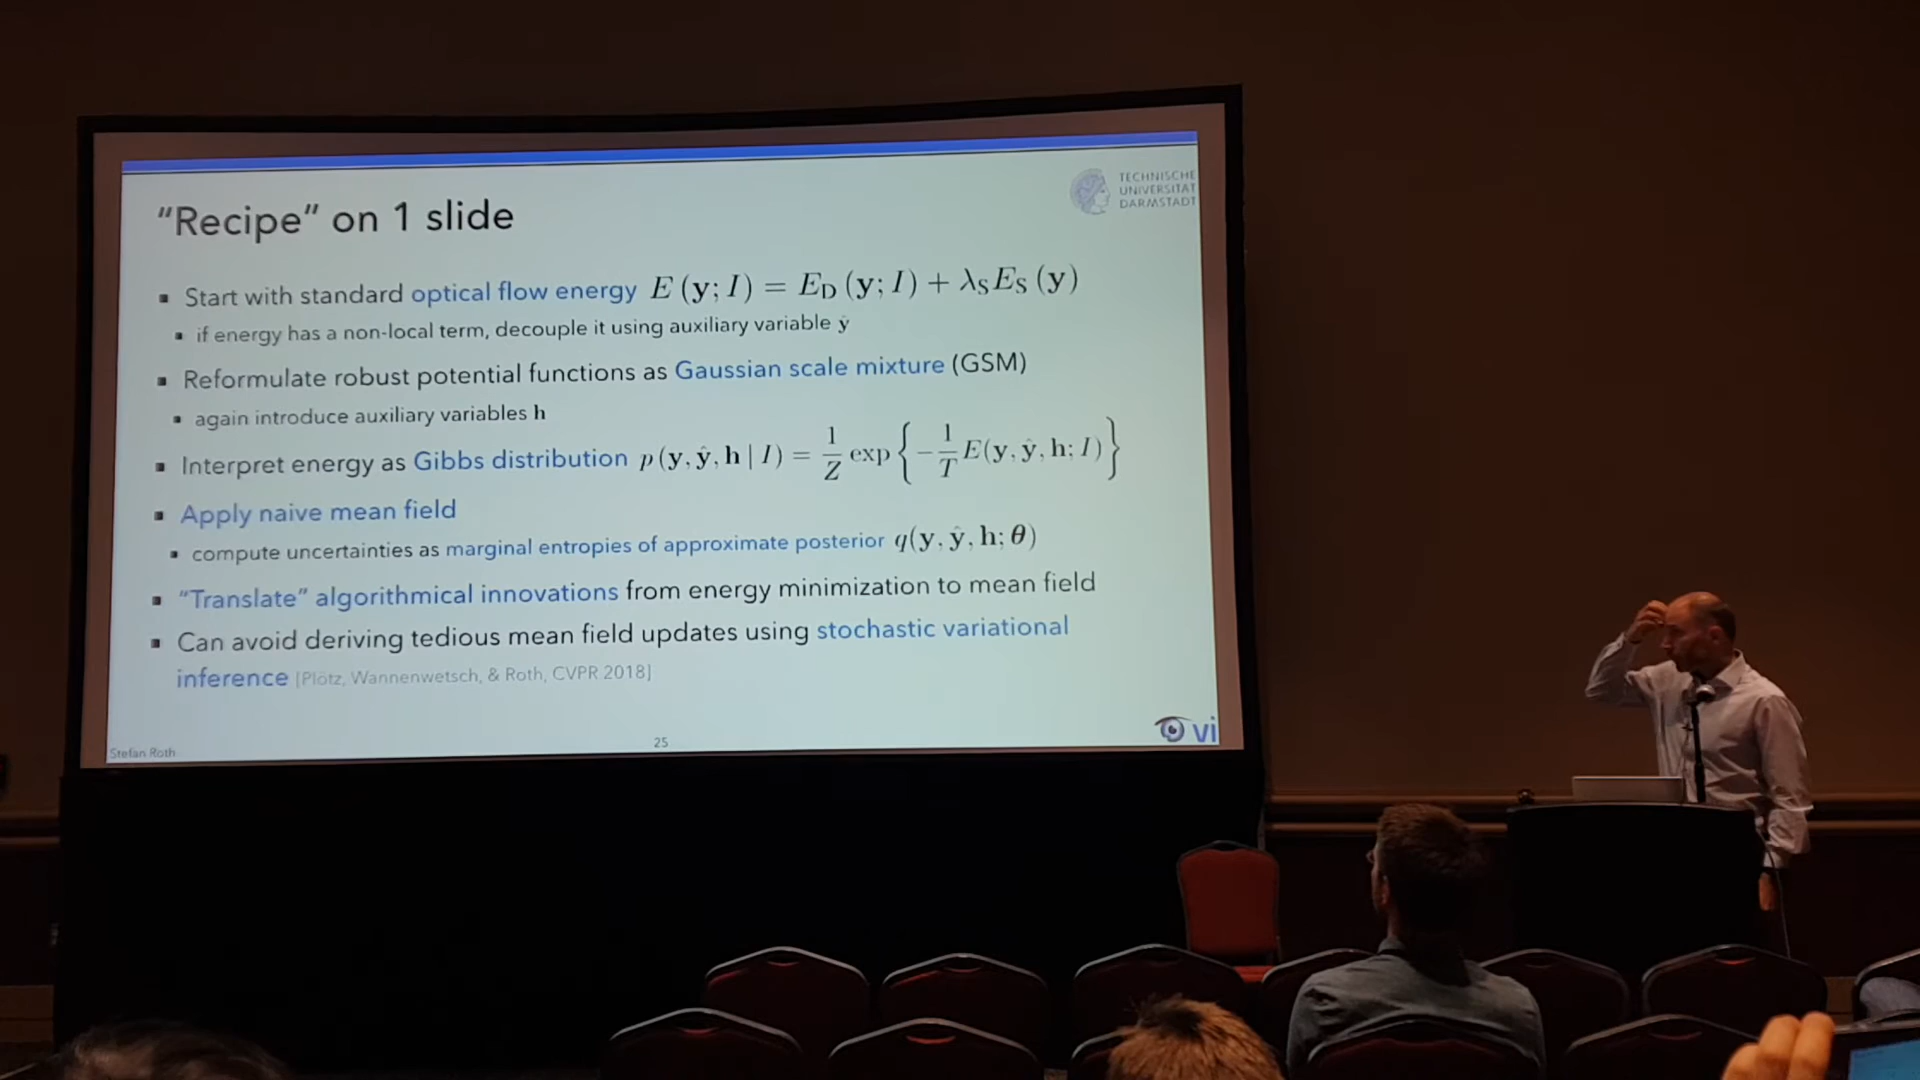 TECHNISCHE
UNIVERSITÄT
DARMSTADT
"Recipe" on 1 slide
▪ Start with standard optical flow energy E (y; I) = E_D (y; I) + λ_S E_S (y)
▪ if energy has a non-local term, decouple it using auxiliary variable ŷ
▪ Reformulate robust potential functions as Gaussian scale mixture (GSM)
▪ again introduce auxiliary variables h
▪ Interpret energy as Gibbs distribution p(y, ŷ, h | I) = 1/Z exp{ -1/T E(y, ŷ, h; I) }
▪ Apply naive mean field
▪ compute uncertainties as marginal entropies of approximate posterior q(y, ŷ, h; θ)
▪ "Translate" algorithmical innovations from energy minimization to mean field
▪ Can avoid deriving tedious mean field updates using stochastic variational
inference [Plötz, Wannenwetsch, & Roth, CVPR 2018]
Stefan Roth
25
vi